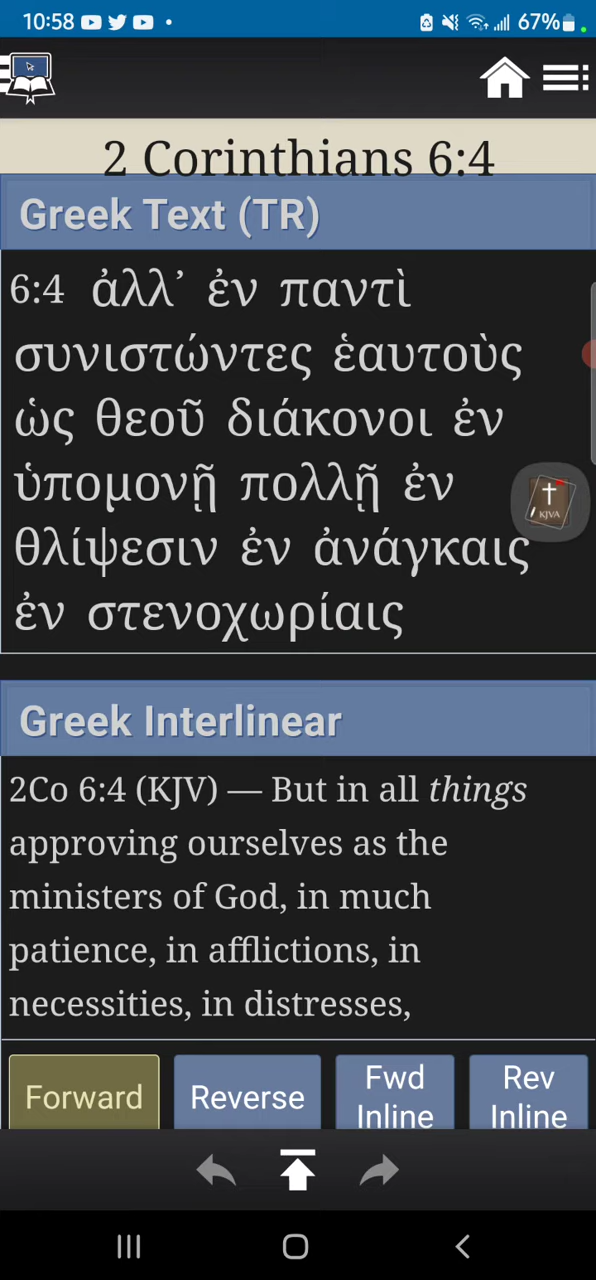 10:58
67%
2 Corinthians 6:4
Greek Text (TR)
6:4 ἀλλ’ ἐν παντὶ
συνιστώντες ἑαυτοὺς
ὡς θεοῦ διάκονοι ἐν
ὑπομονῇ πολλῇ ἐν
θλίψεσιν ἐν ἀνάγκαις
ἐν στενοχωρίαις
KJVA
Greek Interlinear
2Co 6:4 (KJV) — But in all things
approving ourselves as the
ministers of God, in much
patience, in afflictions, in
necessities, in distresses,
Forward
Reverse
Fwd
Inline
Rev
Inline